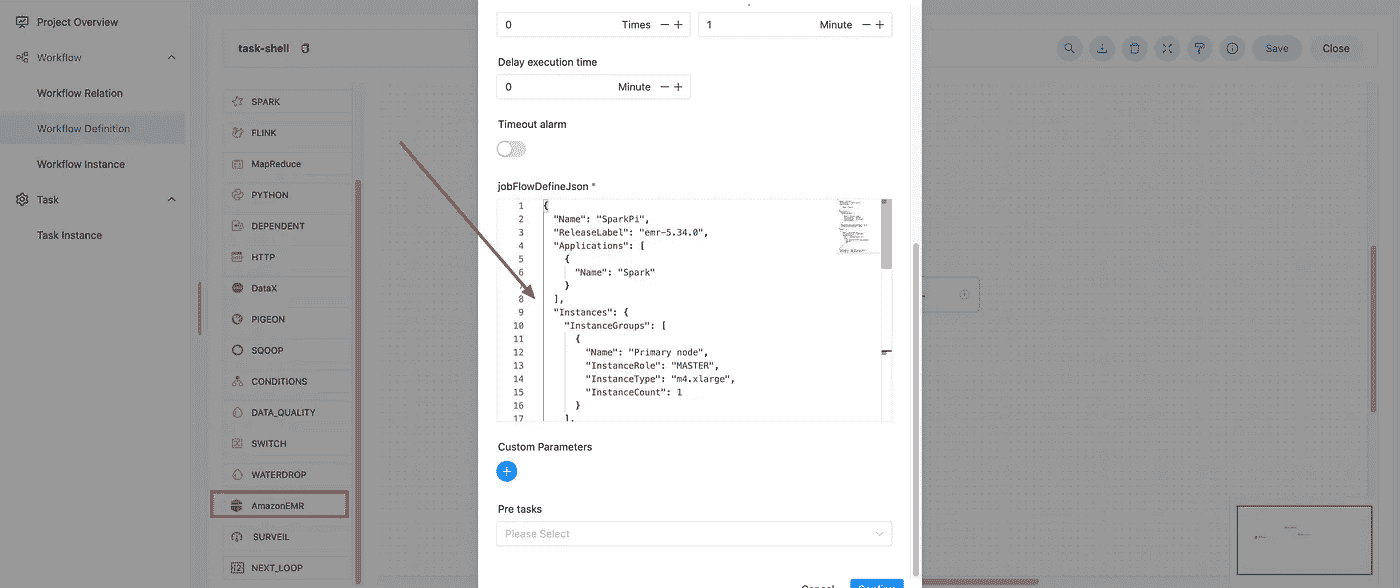 Project Overview
Workflow
Workflow Relation
Workflow Definition
Workflow Instance
Task
Task Instance
task-shell
Save
Close
SPARK
FLINK
MapReduce
PYTHON
DEPENDENT
HTTP
DataX
PIGEON
SQOOP
CONDITIONS
DATA_QUALITY
SWITCH
WATERDROP
AmazonEMR
SURVEIL
NEXT_LOOP
0 Times − + 1 Minute − +
Delay execution time
0 Minute − +
Timeout alarm
jobFlowDefineJson *
1 {
2 "Name": "SparkPi",
3 "ReleaseLabel": "emr-5.34.0",
4 "Applications": [
5 {
6 "Name": "Spark"
7 }
8 ],
9 "Instances": {
10 "InstanceGroups": [
11 {
12 "Name": "Primary node",
13 "InstanceRole": "MASTER",
14 "InstanceType": "m4.xlarge",
15 "InstanceCount": 1
16 }
17 ],
Custom Parameters
+
Pre tasks
Please Select
Cancel Confirm